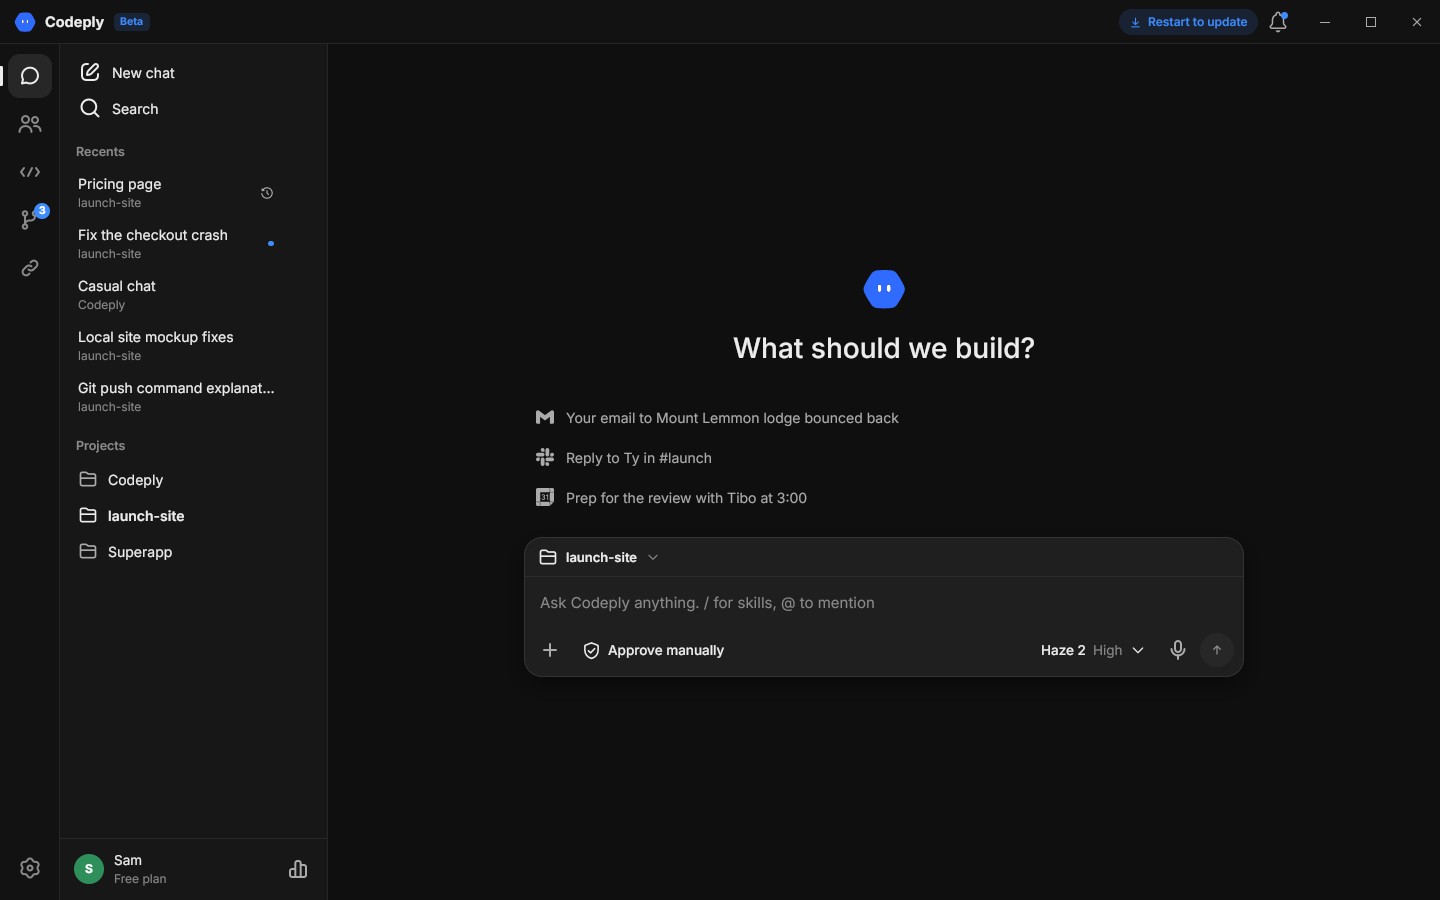 Codeply Beta
Restart to update
New chat
Search
Recents
Pricing page
launch-site
Fix the checkout crash
launch-site
Casual chat
Codeply
Local site mockup fixes
launch-site
Git push command explanat...
launch-site
Projects
Codeply
launch-site
Superapp
3
Sam
Free plan
S
What should we build?
Your email to Mount Lemmon lodge bounced back
Reply to Ty in #launch
31
Prep for the review with Tibo at 3:00
launch-site
Ask Codeply anything. / for skills, @ to mention
Approve manually
Haze 2 High